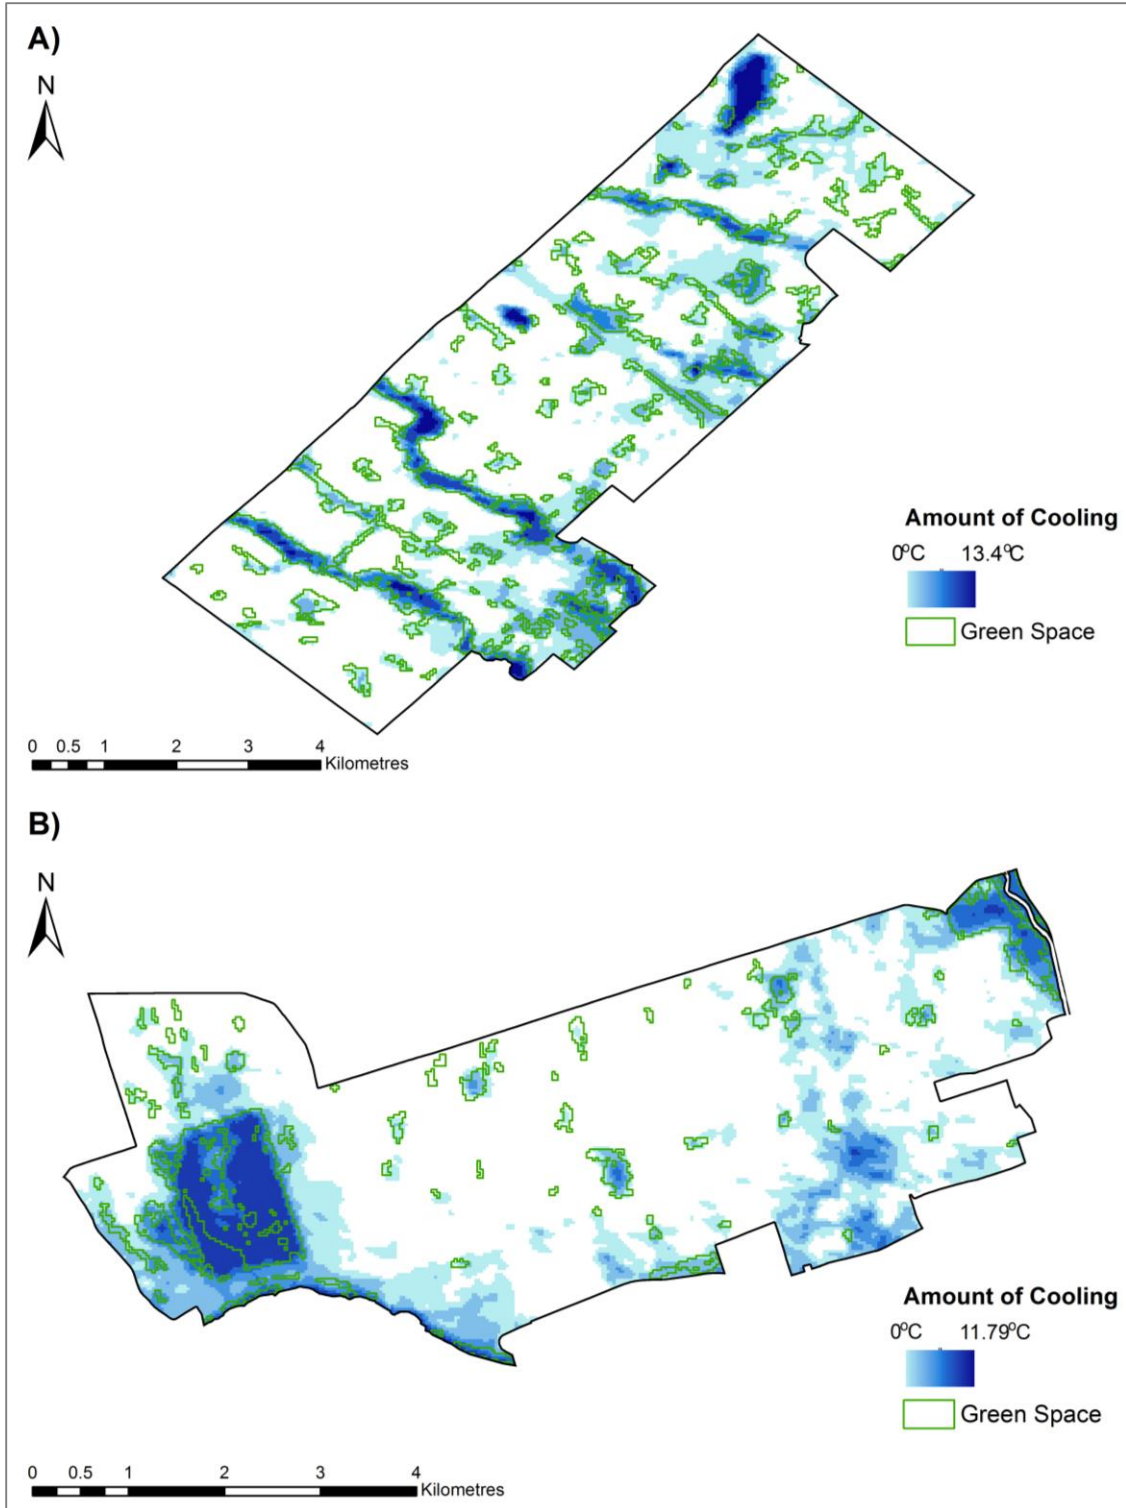 A)
N
Amount of Cooling
0°C 13.4°C
Green Space
0 0.5 1 2 3 4
Kilometres
B)
N
Amount of Cooling
0°C 11.79°C
Green Space
0 0.5 1 2 3 4
Kilometres